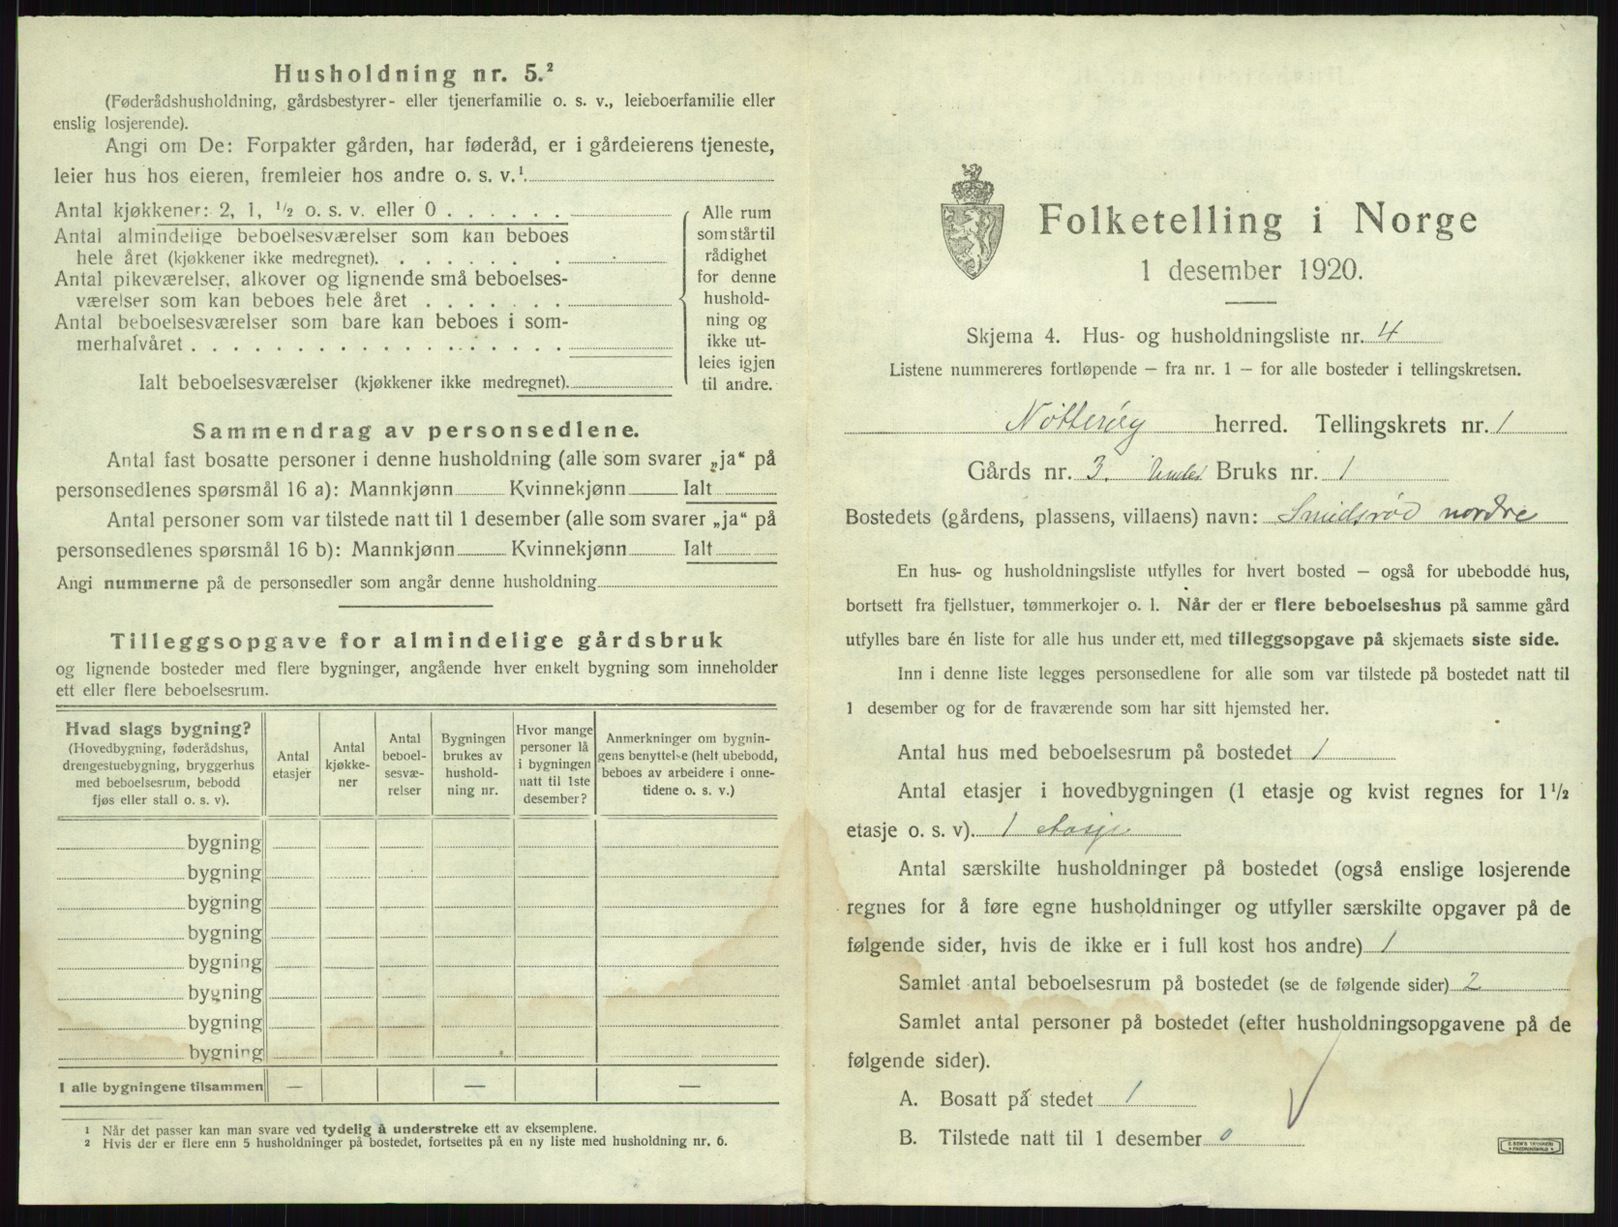 Husholdning nr. 5.²
(Føderådshusholdning, gårdsbestyrer- eller tjenerfamilie o. s. v., leieboerfamilie eller
enslig losjerende).
Angi om De: Forpakter gården, har føderåd, er i gårdeierens tjeneste,
leier hus hos eieren, fremleier hos andre o. s. v.¹
Antal kjøkkener: 2, 1, ½ o. s. v. eller 0 . . . . . .
Antal almindelige beboelsesværelser som kan beboes
hele året (kjøkkener ikke medregnet). . . . . . .
Antal pikeværelser, alkover og lignende små beboelses-
værelser som kan beboes hele året . . . . . . .
Antal beboelsesværelser som bare kan beboes i som-
merhalvåret . . . . . . . . . . . . . . . . .
Ialt beboelsesværelser (kjøkkener ikke medregnet).
Alle rum
som står til
rådighet
for denne
hushold-
ning og
ikke ut-
leies igjen
til andre.
Sammendrag av personsedlene.
Antal fast bosatte personer i denne husholdning (alle som svarer „ja“ på
personsedlenes spørsmål 16 a): Mannkjønn Kvinnekjønn Ialt
Antal personer som var tilstede natt til 1 desember (alle som svarer „ja“ på
personsedlenes spørsmål 16 b): Mannkjønn Kvinnekjønn Ialt
Angi nummerne på de personsedler som angår denne husholdning
Tilleggsopgave for almindelige gårdsbruk
og lignende bosteder med flere bygninger, angående hver enkelt bygning som inneholder
ett eller flere beboelsesrum.
Hvad slags bygning?
(Hovedbygning, føderådshus,
drengestuebygning, bryggerhus
med beboelsesrum, bebodd
fjøs eller stall o. s. v).
Antal
etasjer
Antal
kjøkke-
ner
Antal
beboel-
sesvæ-
relser
Bygningen
brukes av
hushold-
ning nr.
Hvor mange
personer lå
i bygningen
natt til 1ste
desember?
Anmerkninger om bygnin-
gens benyttelse (helt ubebodd,
beboes av arbeidere i onne-
tidene o. s. v.)
bygning
bygning
bygning
bygning
bygning
bygning
bygning
bygning
I alle bygningene tilsammen — — —
¹ Når det passer kan man svare ved tydelig å understreke ett av eksemplene.
² Hvis der er flere enn 5 husholdninger på bostedet, fortsettes på en ny liste med husholdning nr. 6.
Folketelling i Norge
1 desember 1920.
Skjema 4. Hus- og husholdningsliste nr. 4
Listene nummereres fortløpende — fra nr. 1 — for alle bosteder i tellingskretsen.
Nøtterøy herred. Tellingskrets nr. 1
Gårds nr. 3. Under Bruks nr. 1
Bostedets (gårdens, plassens, villaens) navn: Smidsrød nordre
En hus- og husholdningsliste utfylles for hvert bosted — også for ubebodde hus,
bortsett fra fjellstuer, tømmerkojer o. l. Når der er flere beboelseshus på samme gård
utfylles bare én liste for alle hus under ett, med tilleggsopgave på skjemaets siste side.
Inn i denne liste legges personsedlene for alle som var tilstede på bostedet natt til
1 desember og for de fraværende som har sitt hjemsted her.
Antal hus med beboelsesrum på bostedet 1
Antal etasjer i hovedbygningen (1 etasje og kvist regnes for 1½
etasje o. s. v). 1 etasje
Antal særskilte husholdninger på bostedet (også enslige losjerende
regnes for å føre egne husholdninger og utfyller særskilte opgaver på de
følgende sider, hvis de ikke er i full kost hos andre) 1
Samlet antal beboelsesrum på bostedet (se de følgende sider) 2
Samlet antal personer på bostedet (efter husholdningsopgavene på de
følgende sider).
A. Bosatt på stedet 1
B. Tilstede natt til 1 desember 0